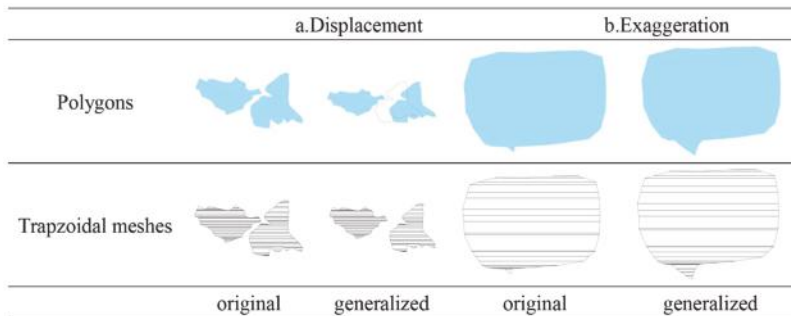 a.Displacement b.Exaggeration
Polygons
Trapzoidal meshes
original generalized original generalized